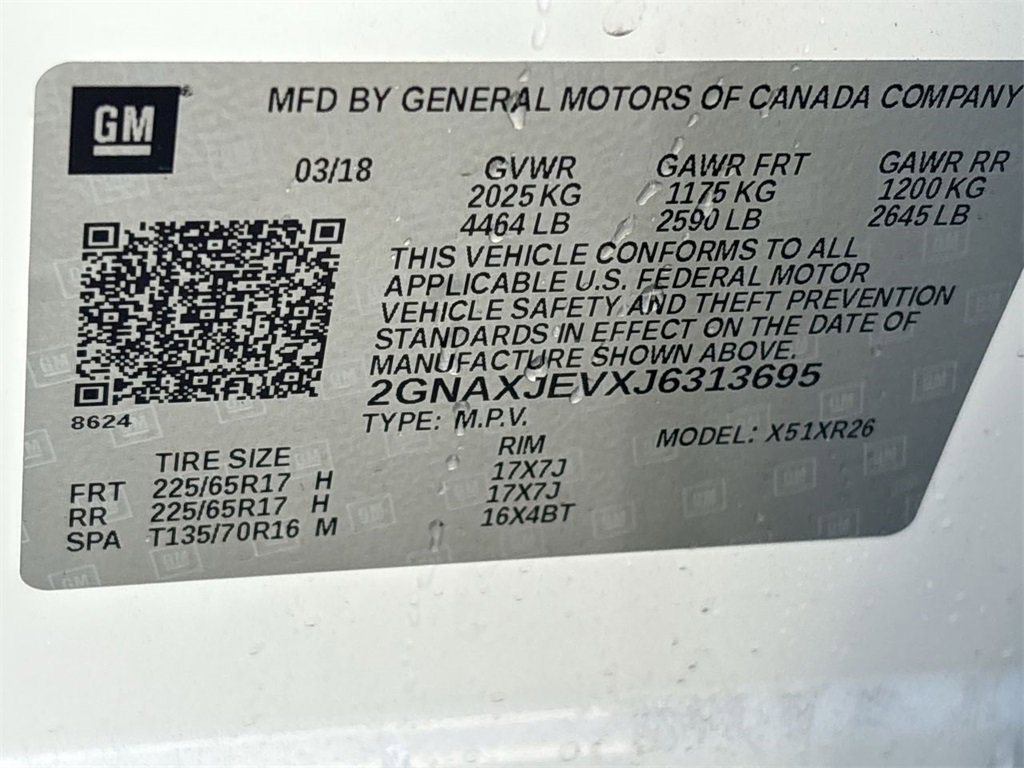 GM®
MFD BY GENERAL MOTORS OF CANADA COMPANY
03/18 GVWR GAWR FRT GAWR RR
2025 KG 1175 KG 1200 KG
4464 LB 2590 LB 2645 LB
THIS VEHICLE CONFORMS TO ALL
APPLICABLE U.S. FEDERAL MOTOR
VEHICLE SAFETY AND THEFT PREVENTION
STANDARDS IN EFFECT ON THE DATE OF
MANUFACTURE SHOWN ABOVE.
2GNAXJEVXJ6313695
8624
TYPE: M.P.V. MODEL: X51XR26
TIRE SIZE RIM
FRT 225/65R17 H 17X7J
RR 225/65R17 H 17X7J
SPA T135/70R16 M 16X4BT